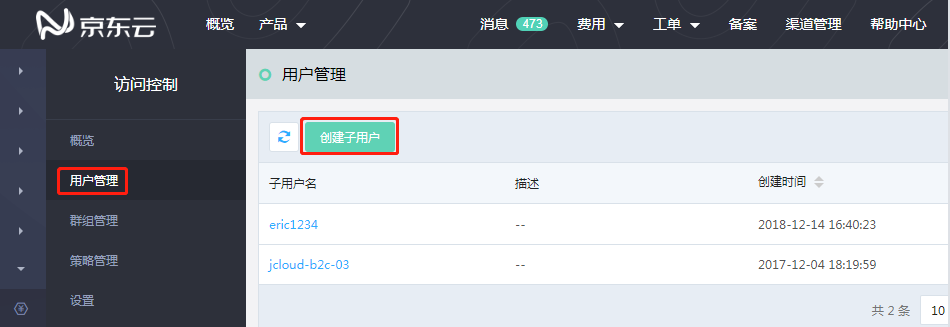 京东云 概览 产品 消息 473 费用 工单 备案 渠道管理 帮助中心
访问控制
概览
用户管理
群组管理
策略管理
设置
用户管理
创建子用户
子用户名 描述 创建时间
eric1234 -- 2018-12-14 16:40:23
jcloud-b2c-03 -- 2017-12-04 18:19:59
共 2 条 10